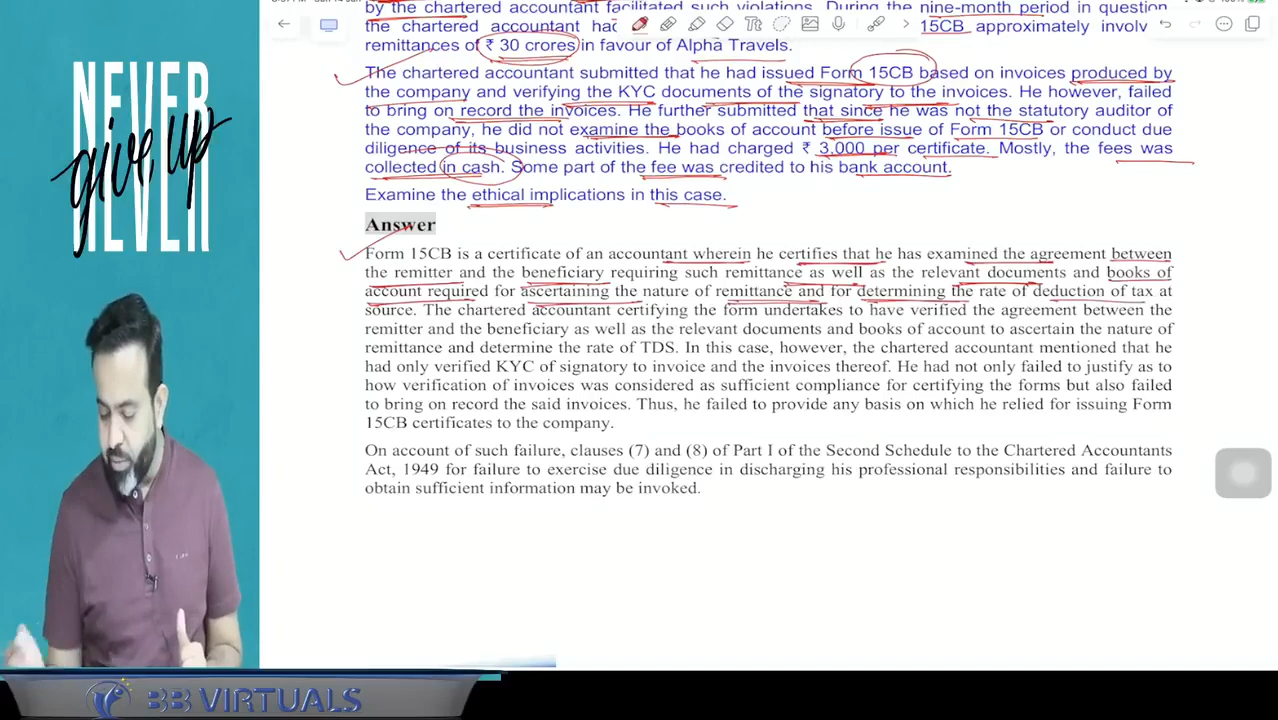 by the chartered accountant facilitated such violations. During the nine-month period in question
the chartered accountant had 15CB approximately involv
remittances of ₹ 30 crores in favour of Alpha Travels.
The chartered accountant submitted that he had issued Form 15CB based on invoices produced by
the company and verifying the KYC documents of the signatory to the invoices. He however, failed
to bring on record the invoices. He further submitted that since he was not the statutory auditor of
the company, he did not examine the books of account before issue of Form 15CB or conduct due
diligence of its business activities. He had charged ₹ 3,000 per certificate. Mostly, the fees was
collected in cash. Some part of the fee was credited to his bank account.
Examine the ethical implications in this case.
Answer
Form 15CB is a certificate of an accountant wherein he certifies that he has examined the agreement between
the remitter and the beneficiary requiring such remittance as well as the relevant documents and books of
account required for ascertaining the nature of remittance and for determining the rate of deduction of tax at
source. The chartered accountant certifying the form undertakes to have verified the agreement between the
remitter and the beneficiary as well as the relevant documents and books of account to ascertain the nature of
remittance and determine the rate of TDS. In this case, however, the chartered accountant mentioned that he
had only verified KYC of signatory to invoice and the invoices thereof. He had not only failed to justify as to
how verification of invoices was considered as sufficient compliance for certifying the forms but also failed
to bring on record the said invoices. Thus, he failed to provide any basis on which he relied for issuing Form
15CB certificates to the company.
On account of such failure, clauses (7) and (8) of Part I of the Second Schedule to the Chartered Accountants
Act, 1949 for failure to exercise due diligence in discharging his professional responsibilities and failure to
obtain sufficient information may be invoked.
NEVER
give up
NEVER
BB VIRTUALS